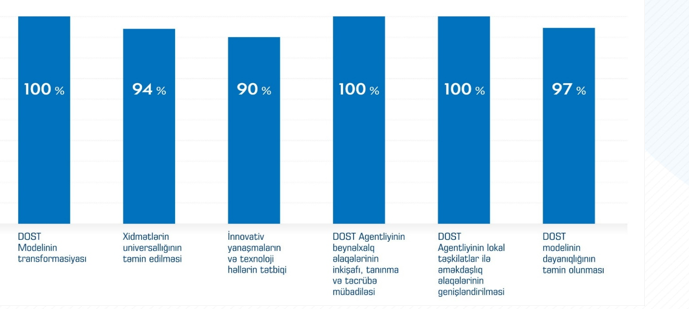 100 %
94 %
90 %
100 %
100 %
97 %
DOST
Modelinin
transformasiyası
Xidmətlərin
universallığının
təmin edilməsi
İnnovativ
yanaşmaların
və texnoloji
həllərin tətbiqi
DOST Agentliyinin
beynəlxalq
əlaqələrinin
inkişafı, tanınma
və təcrübə
mübadiləsi
DOST
Agentliyinin lokal
təşkilatlar ilə
əməkdaşlıq
əlaqələrinin
genişləndirilməsi
DOST
modelinin
dayanıqlığının
təmin olunması